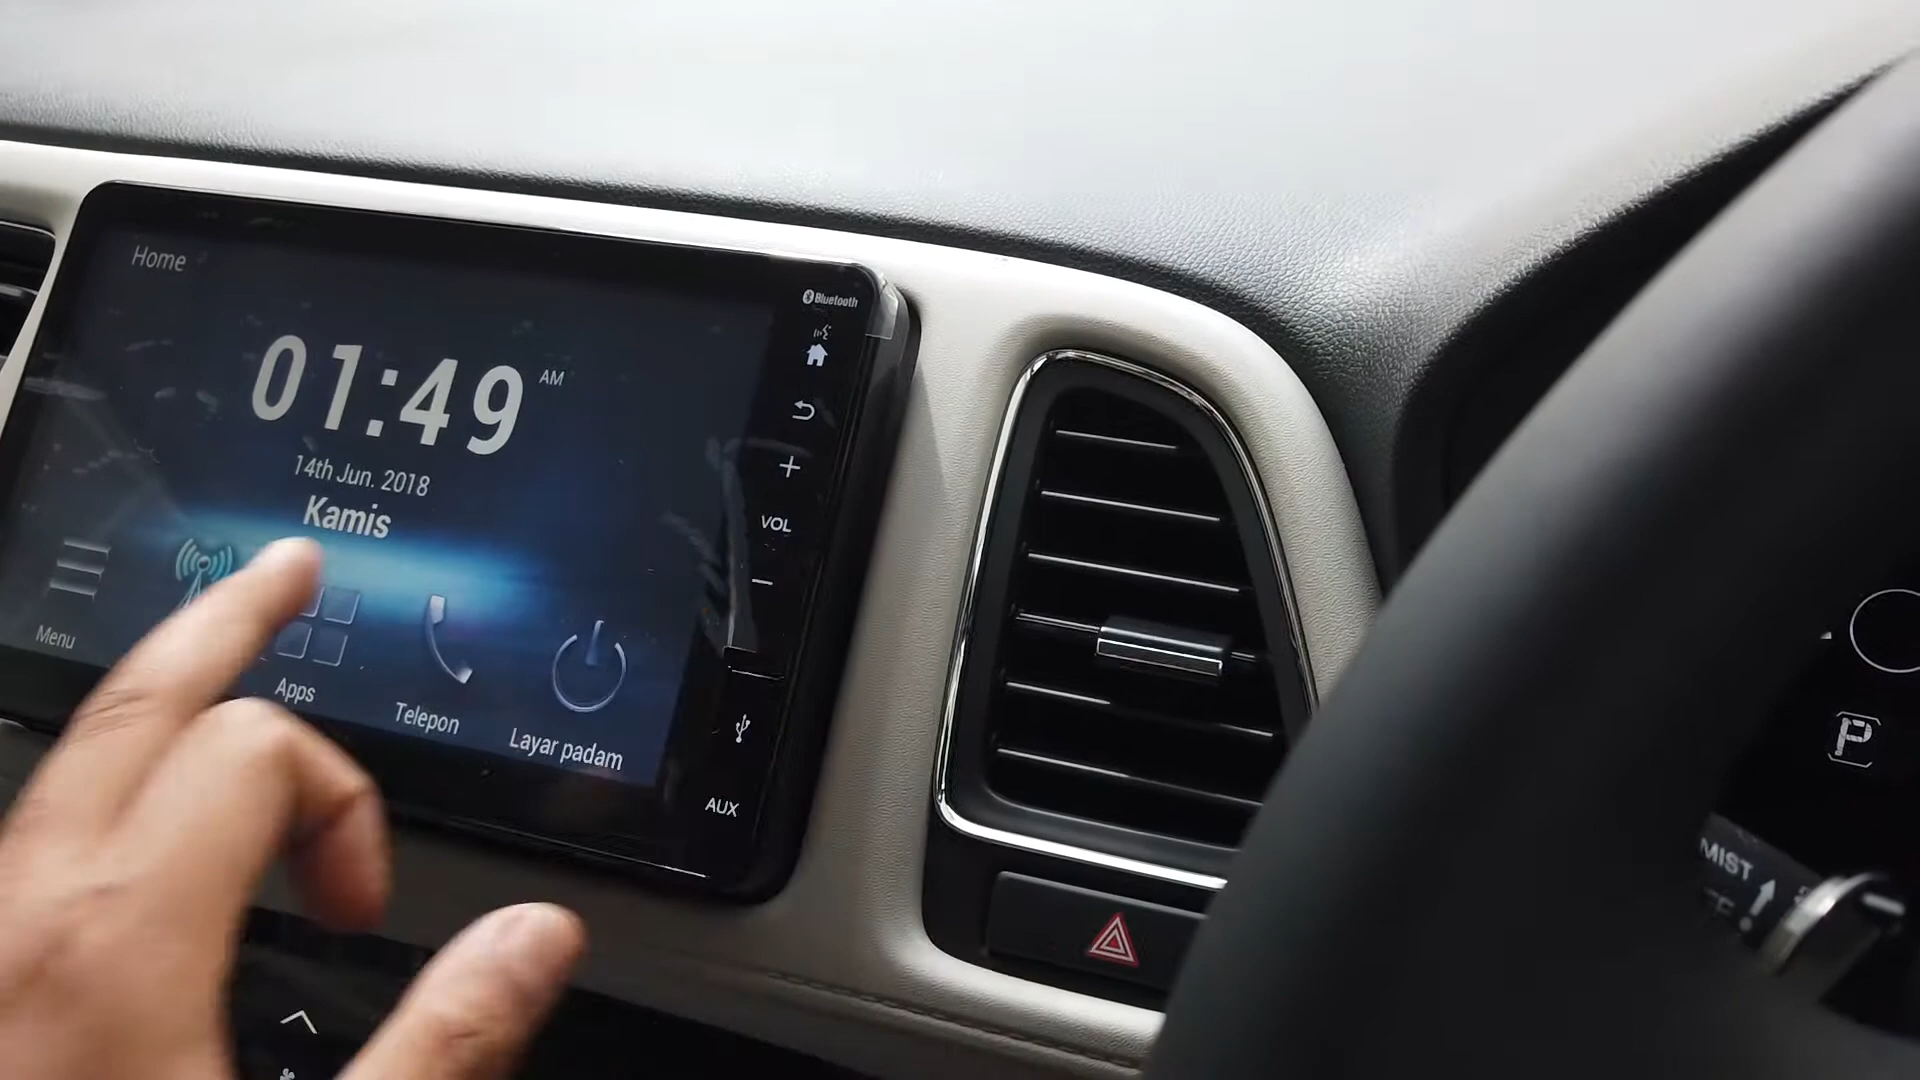 Home
Bluetooth
01:49 AM
14th Jun. 2018
Kamis
VOL
Menu
Apps
Telepon
Layar padam
AUX
P
MIST